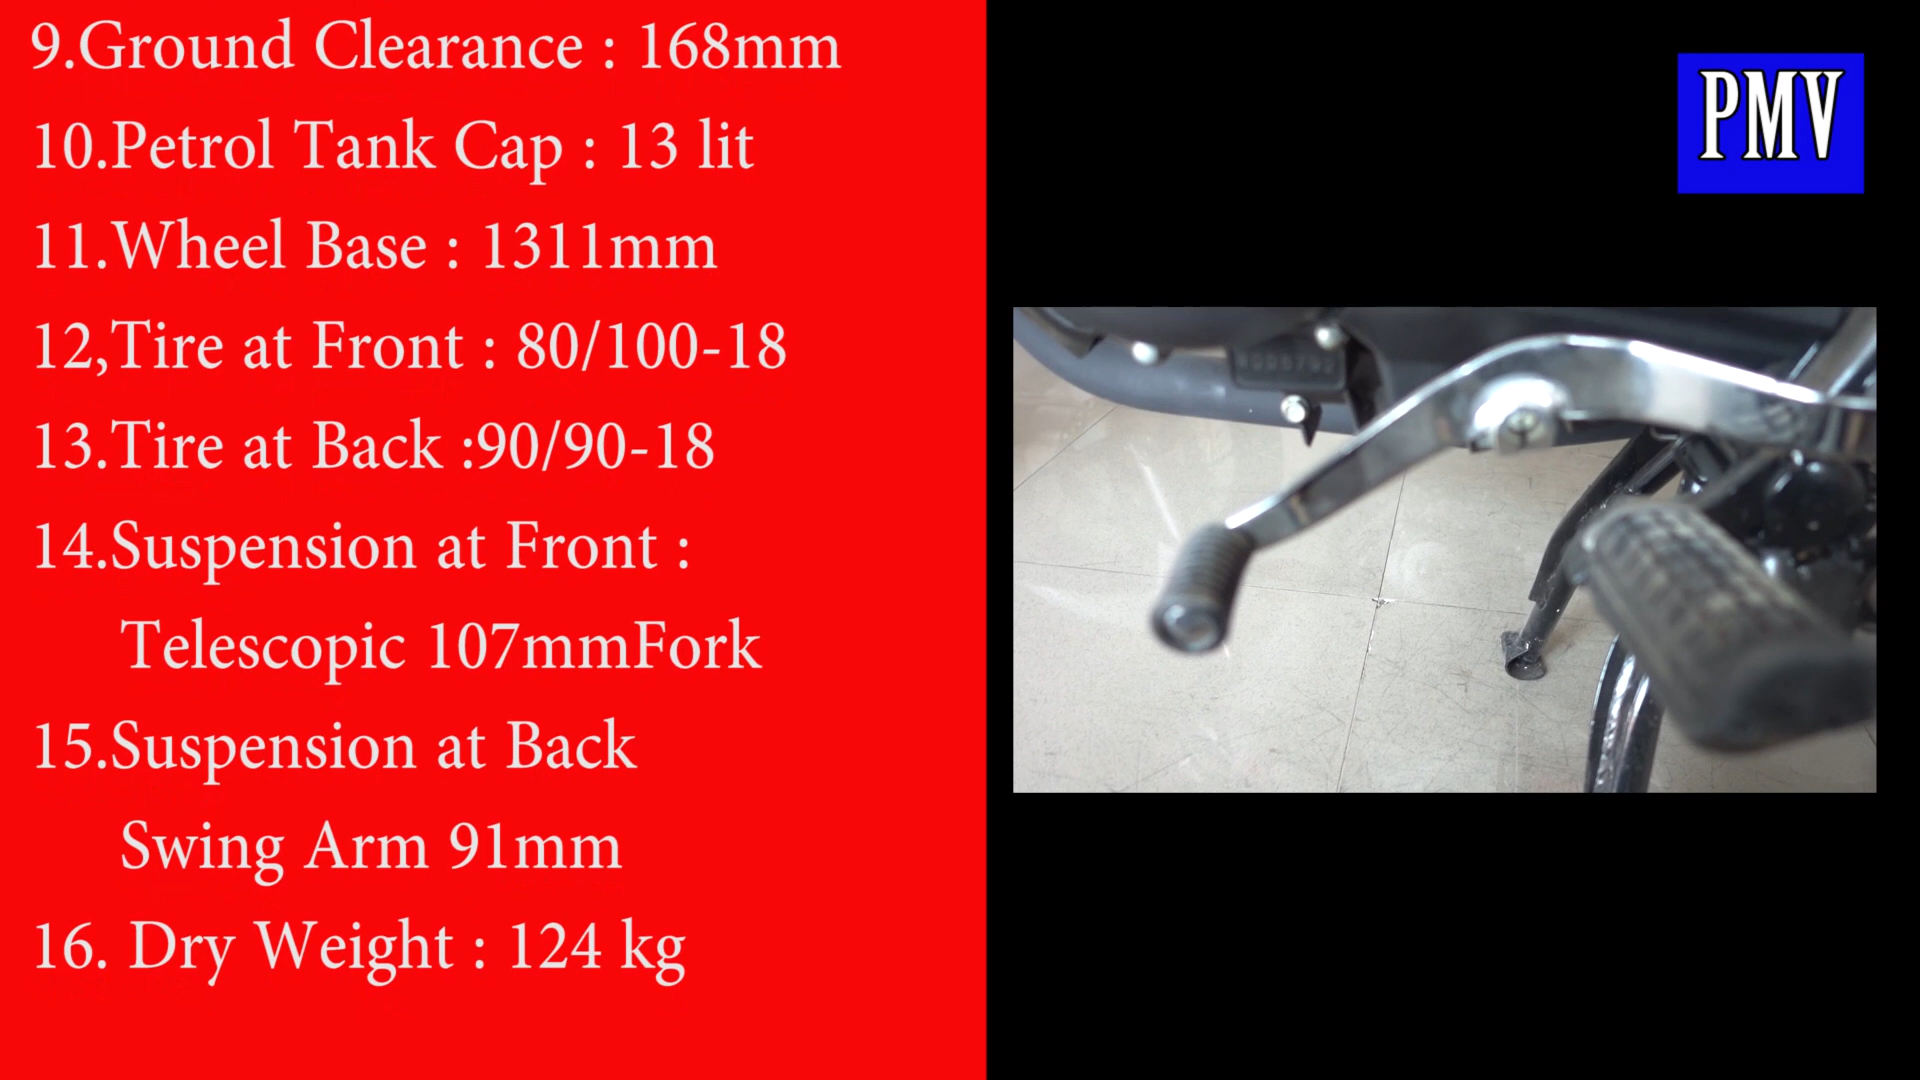 9.Ground Clearance : 168mm
10.Petrol Tank Cap : 13 lit
11.Wheel Base : 1311mm
12,Tire at Front : 80/100-18
13.Tire at Back :90/90-18
14.Suspension at Front :
Telescopic 107mmFork
15.Suspension at Back
Swing Arm 91mm
16. Dry Weight : 124 kg
PMV